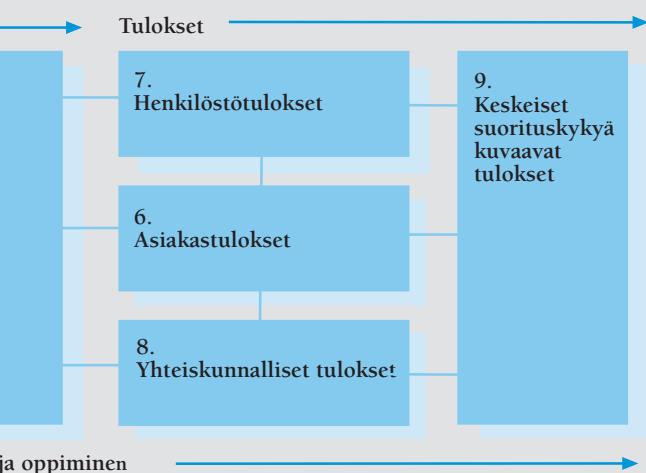 Tulokset
7.
Henkilöstötulokset
9.
Keskeiset
suorituskykyä
kuvaavat
tulokset
6.
Asiakastulokset
8.
Yhteiskunnalliset tulokset
ja oppiminen